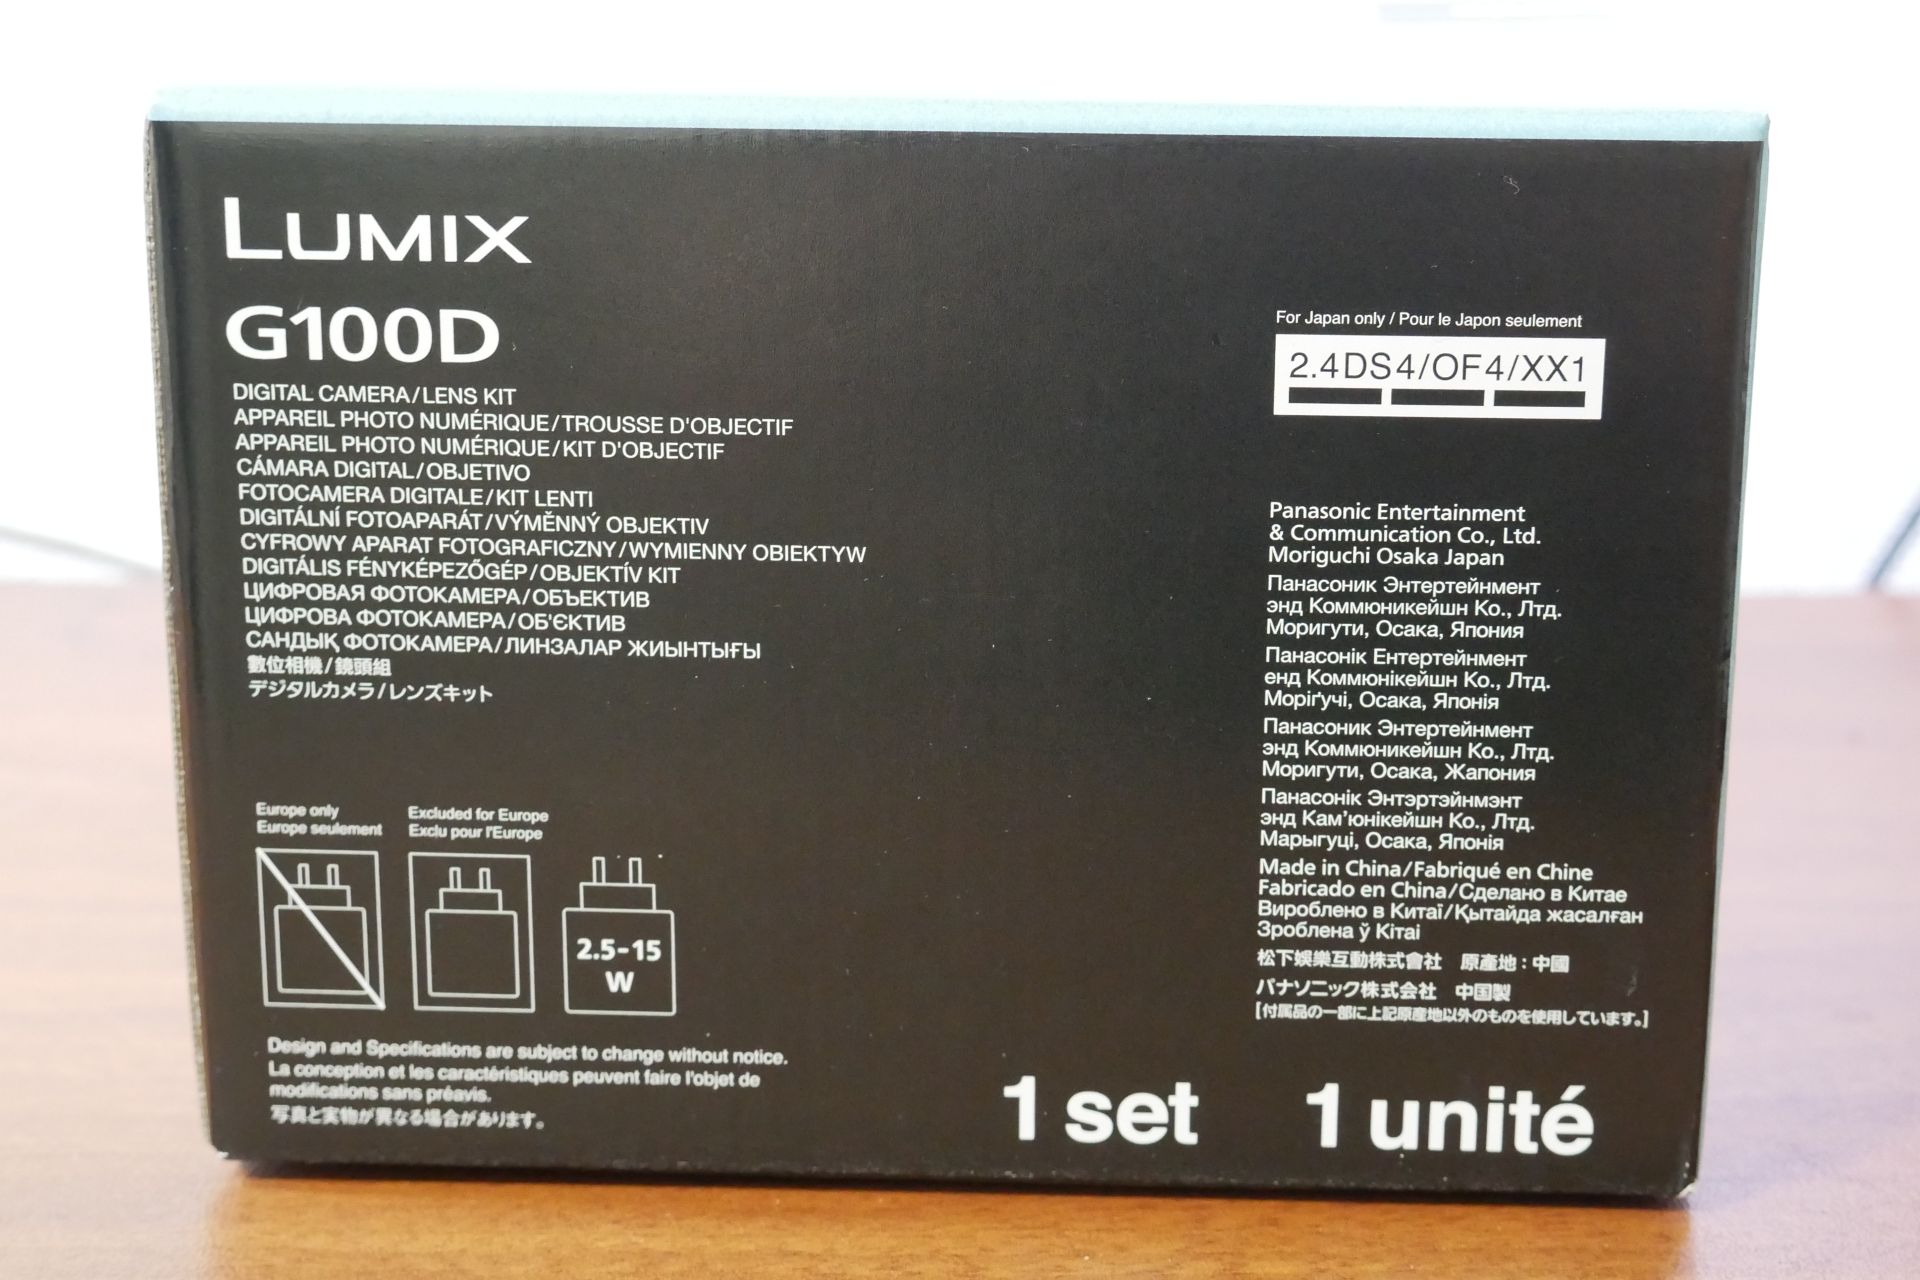 LUMIX
G100D
DIGITAL CAMERA/LENS KIT
APPAREIL PHOTO NUMÉRIQUE/TROUSSE D'OBJECTIF
APPAREIL PHOTO NUMÉRIQUE/KIT D'OBJECTIF
CÁMARA DIGITAL/OBJETIVO
FOTOCAMERA DIGITALE/KIT LENTI
DIGITÁLNÍ FOTOAPARÁT/VÝMĚNNÝ OBJEKTIV
CYFROWY APARAT FOTOGRAFICZNY/WYMIENNY OBIEKTYW
DIGITÁLIS FÉNYKÉPEZŐGÉP/OBJEKTÍV KIT
ЦИФРОВАЯ ФОТОКАМЕРА/ОБЪЕКТИВ
ЦИФРОВА ФОТОКАМЕРА/ОБ'ЄКТИВ
САНДЫҚ ФОТОКАМЕРА/ЛИНЗАЛАР ЖИЫНТЫҒЫ
數位相機/鏡頭組
デジタルカメラ/レンズキット
Europe only
Europe seulement
Excluded for Europe
Exclu pour l'Europe
2.5-15
W
Design and Specifications are subject to change without notice.
La conception et les caractéristiques peuvent faire l'objet de
modifications sans préavis.
写真と実物が異なる場合があります。
For Japan only / Pour le Japon seulement
2.4DS4/OF4/XX1
Panasonic Entertainment
& Communication Co., Ltd.
Moriguchi Osaka Japan
Панасоник Энтертейнмент
энд Коммюникейшн Ко., Лтд.
Моригути, Осака, Япония
Панасонік Ентертейнмент
енд Коммюнікейшн Ко., Лтд.
Моріґучі, Осака, Японія
Панасоник Энтертейнмент
энд Коммюникейшн Ко., Лтд.
Моригути, Осака, Жапония
Панасонік Энтэртэйнмэнт
энд Кам'юнікейшн Ко., Лтд.
Марыгуці, Осака, Японія
Made in China/Fabriqué en Chine
Fabricado en China/Сделано в Китае
Вироблено в Китаї/Қытайда жасалған
Зроблена ў Кітаі
松下娛樂互動株式會社 原產地:中國
パナソニック株式会社 中国製
[付属品の一部に上記原産地以外のものを使用しています。]
1 set 1 unité